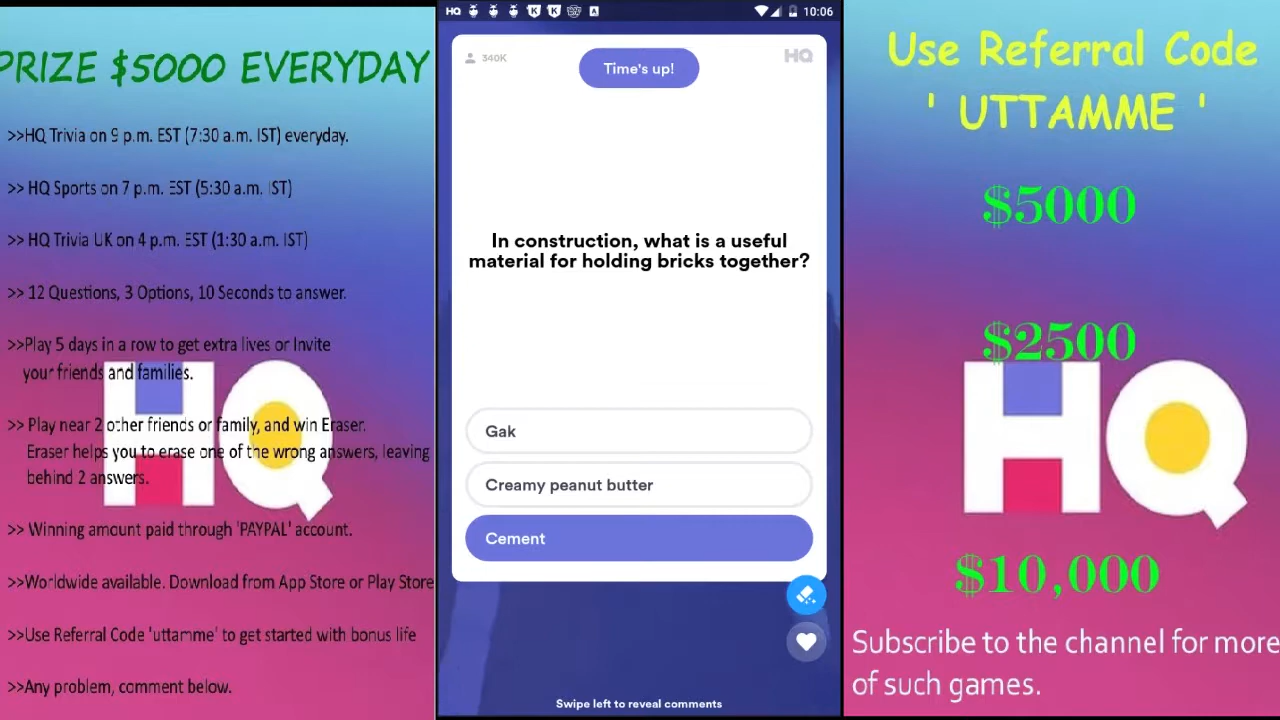 PRIZE $5000 EVERYDAY
>>HQ Trivia on 9 p.m. EST (7:30 a.m. IST) everyday.
>> HQ Sports on 7 p.m. EST (5:30 a.m. IST)
>> HQ Trivia UK on 4 p.m. EST (1:30 a.m. IST)
>> 12 Questions, 3 Options, 10 Seconds to answer.
>>Play 5 days in a row to get extra lives or Invite
your friends and families.
>> Play near 2 other friends or family, and win Eraser.
Eraser helps you to erase one of the wrong answers, leaving
behind 2 answers.
>> Winning amount paid through 'PAYPAL' account.
>>Worldwide available. Download from App Store or Play Store
>>Use Referral Code 'uttamme' to get started with bonus life
>>Any problem, comment below.
HQ
HQ 10:06
340K Time's up! HQ
In construction, what is a useful
material for holding bricks together?
Gak
Creamy peanut butter
Cement
Swipe left to reveal comments
Use Referral Code
' UTTAMME '
$5000
$2500
HQ
$10,000
Subscribe to the channel for more
of such games.